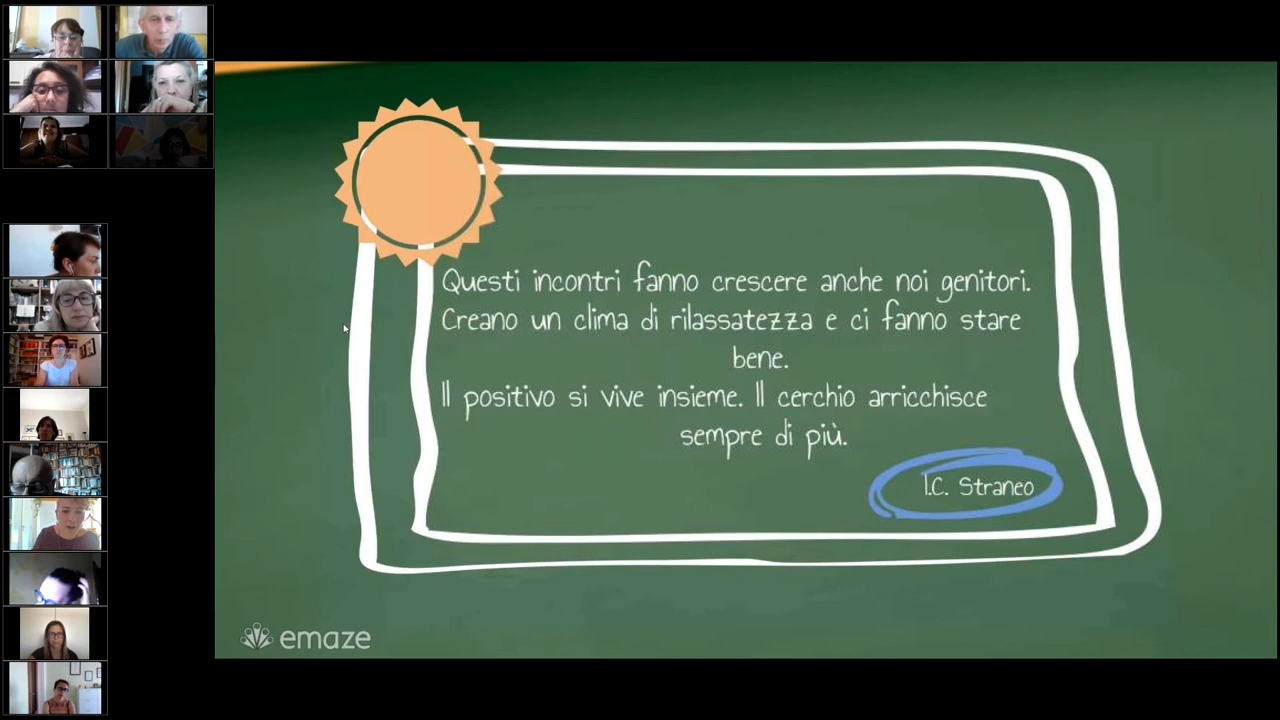 Questi incontri fanno crescere anche noi genitori.
Creano un clima di rilassatezza e ci fanno stare
bene.
Il positivo si vive insieme. Il cerchio arricchisce
sempre di più.
I.C. Straneo
emaze